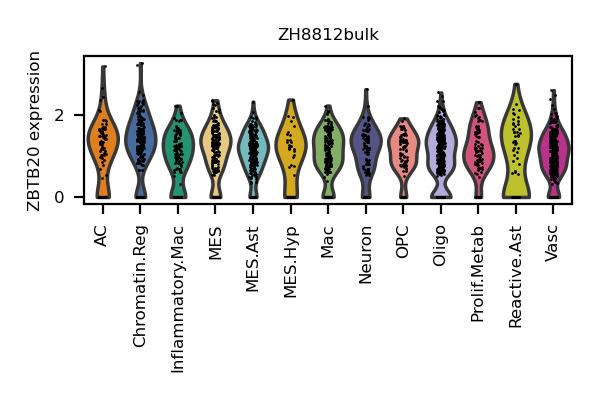 ZH8812bulk
ZBTB20 expression
2
0
AC
Chromatin.Reg
Inflammatory.Mac
MES
MES.Ast
MES.Hyp
Mac
Neuron
OPC
Oligo
Prolif.Metab
Reactive.Ast
Vasc